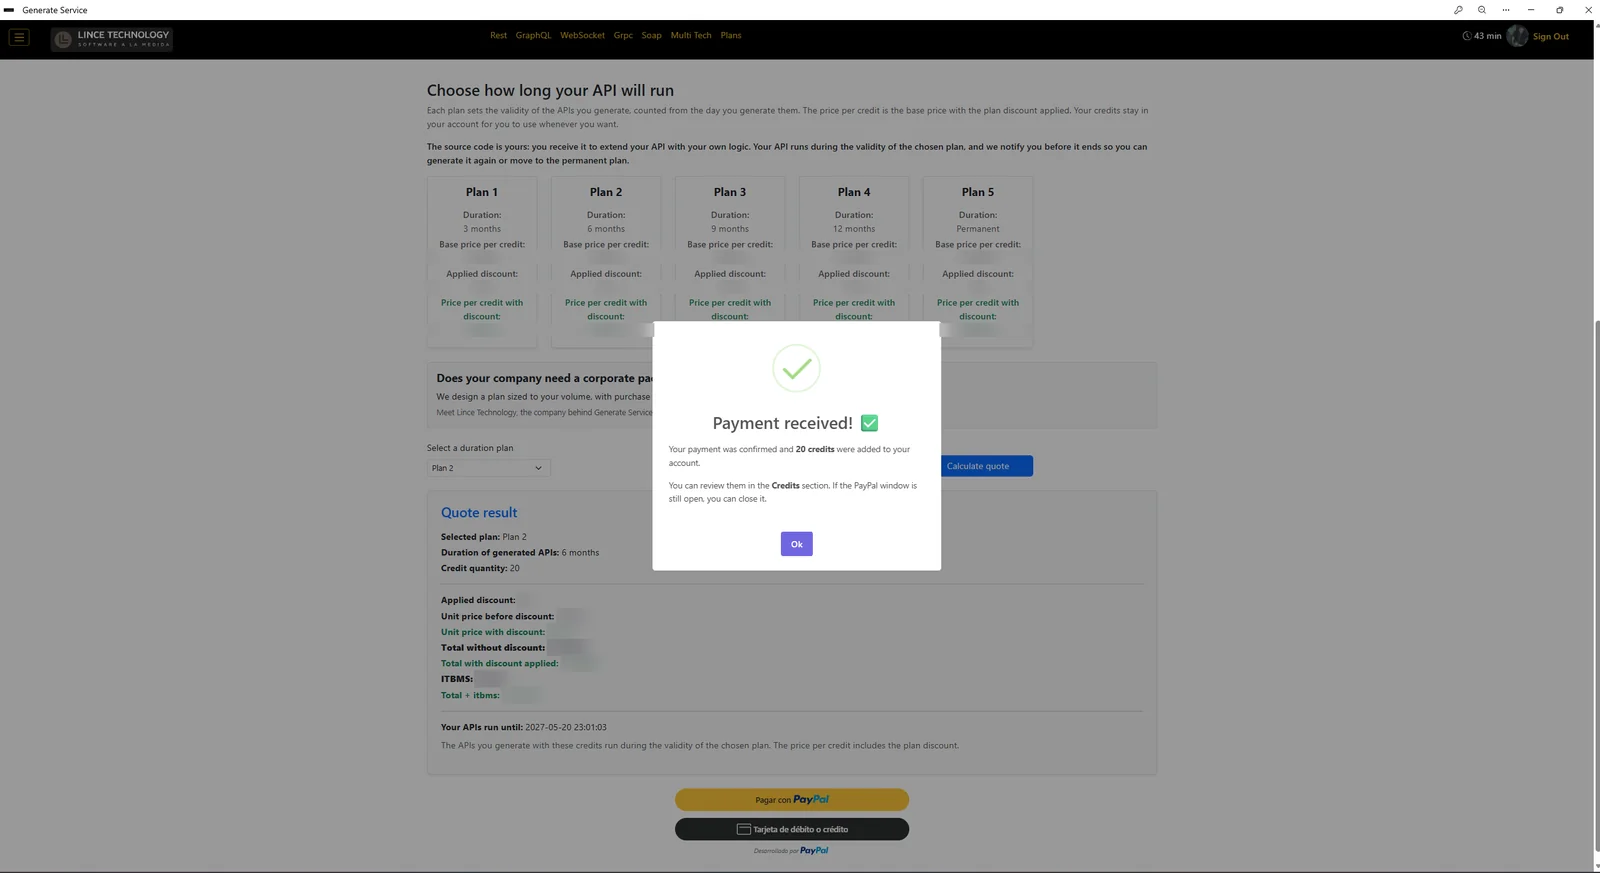 Generate Service
LINCE TECHNOLOGY
SOFTWARE A LA MEDIDA
Rest GraphQL WebSocket Grpc Soap Multi Tech Plans
43 min
Sign Out
Choose how long your API will run
Each plan sets the validity of the APIs you generate, counted from the day you generate them. The price per credit is the base price with the plan discount applied. Your credits stay in
your account for you to use whenever you want.
The source code is yours: you receive it to extend your API with your own logic. Your API runs during the validity of the chosen plan, and we notify you before it ends so you can
generate it again or move to the permanent plan.
Plan 1
Duration:
3 months
Base price per credit:
Applied discount:
Price per credit with
discount:
Plan 2
Duration:
6 months
Base price per credit:
Applied discount:
Price per credit with
discount:
Plan 3
Duration:
9 months
Base price per credit:
Applied discount:
Price per credit with
discount:
Plan 4
Duration:
12 months
Base price per credit:
Applied discount:
Price per credit with
discount:
Plan 5
Duration:
Permanent
Base price per credit:
Applied discount:
Price per credit with
discount:
Does your company need a corporate
We design a plan sized to your volume, with purchase
Meet Lince Technology, the company behind Generate Service
Select a duration plan
Plan 2
Calculate quote
Payment received!
Your payment was confirmed and 20 credits were added to your
account.
You can review them in the Credits section. If the PayPal window is
still open, you can close it.
Ok
Quote result
Selected plan: Plan 2
Duration of generated APIs: 6 months
Credit quantity: 20
Applied discount:
Unit price before discount:
Unit price with discount:
Total without discount:
Total with discount applied:
ITBMS:
Total + itbms:
Your APIs run until: 2027-05-20 23:01:03
The APIs you generate with these credits run during the validity of the chosen plan. The price per credit includes the plan discount.
Pagar con PayPal
Tarjeta de débito o crédito
Desarrollado por PayPal